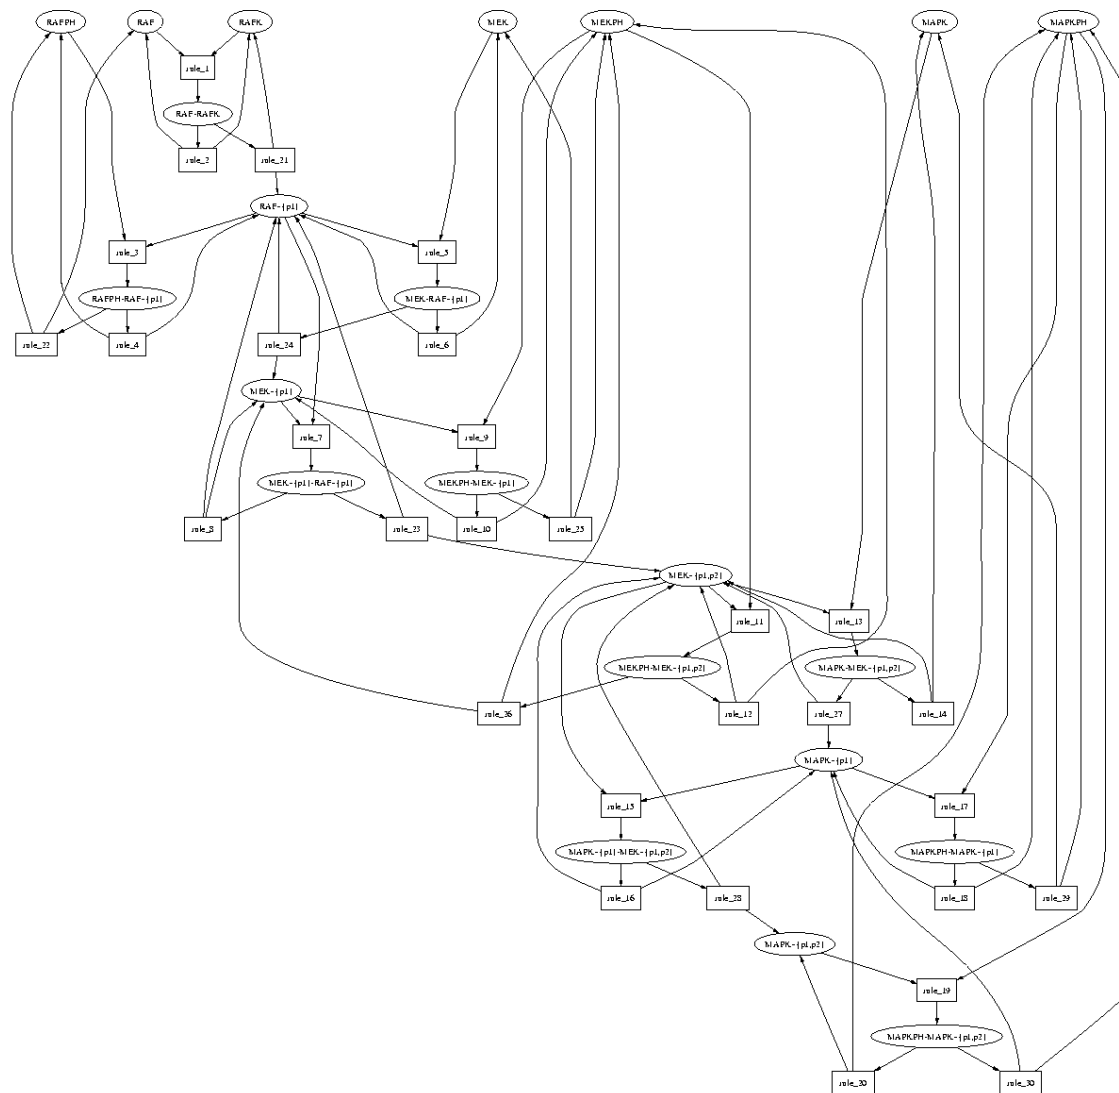 RAFPH RAF RAFK MEK MEKPH MAPK MAPKPH
rule_1
RAF-RAFK
rule_2 rule_21
RAF-{p1}
rule_3 rule_5
RAFPH-RAF-{p1} MEK-RAF-{p1}
rule_22 rule_4 rule_24 rule_6
MEK-{p1}
rule_7 rule_9
MEK-{p1}-RAF-{p1} MEKPH-MEK-{p1}
rule_8 rule_23 rule_10 rule_25
MEK-{p1,p2}
rule_11 rule_13
MEKPH-MEK-{p1,p2} MAPK-MEK-{p1,p2}
rule_26 rule_12 rule_27 rule_14
MAPK-{p1}
rule_15 rule_17
MAPK-{p1}-MEK-{p1,p2} MAPKPH-MAPK-{p1}
rule_16 rule_28 rule_18 rule_29
MAPK-{p1,p2}
rule_19
MAPKPH-MAPK-{p1,p2}
rule_20 rule_30